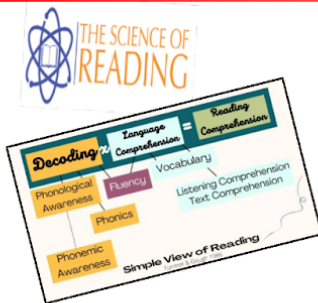 THE SCIENCE OF
READING
Decoding x Language Comprehension = Reading Comprehension
Phonological Awareness
Fluency
Vocabulary
Phonics
Listening Comprehension
Text Comprehension
Phonemic Awareness
Simple View of Reading
1986